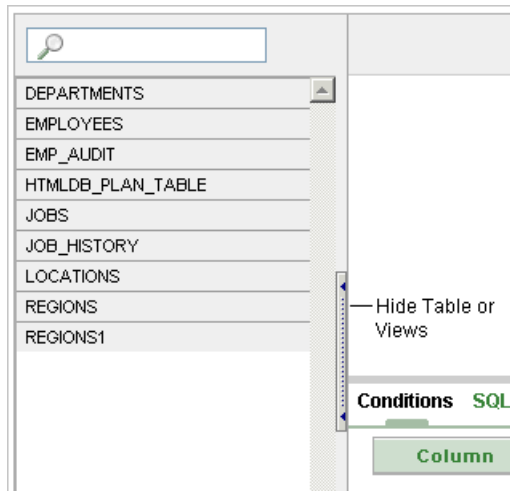 DEPARTMENTS
EMPLOYEES
EMP_AUDIT
HTMLDB_PLAN_TABLE
JOBS
JOB_HISTORY
LOCATIONS
REGIONS
REGIONS1
Hide Table or
Views
Conditions SQL
Column